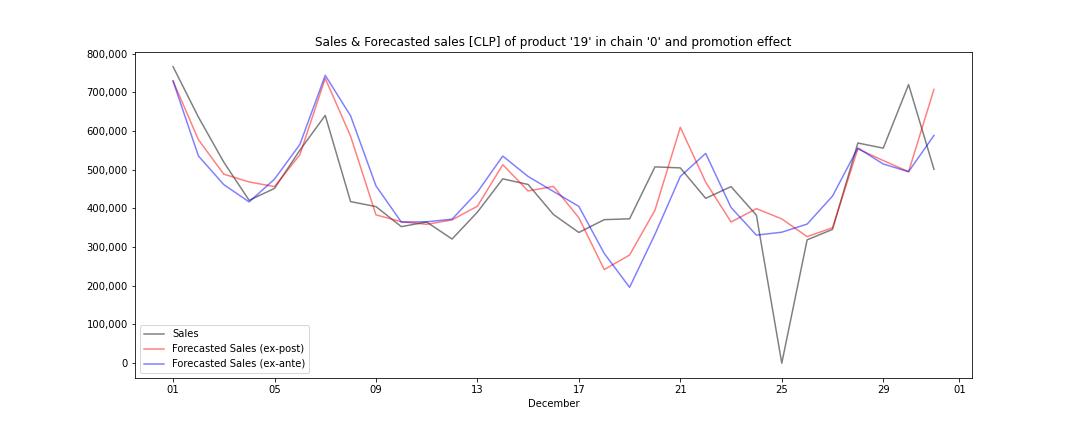 Sales & Forecasted sales [CLP] of product '19' in chain '0' and promotion effect
800,000
700,000
600,000
500,000
400,000
300,000
200,000
100,000
0
Sales
Forecasted Sales (ex-post)
Forecasted Sales (ex-ante)
01 05 09 13 17 21 25 29 01
December